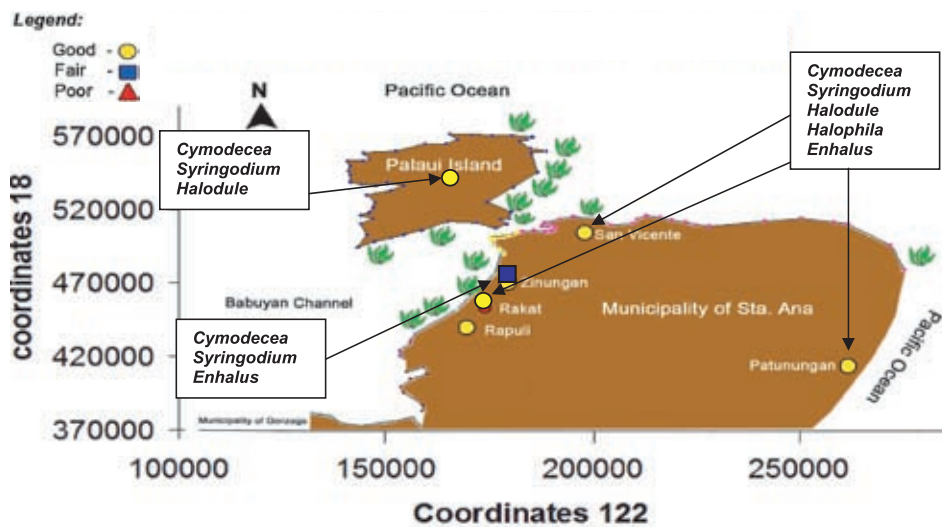 Legend:
Good -
Fair -
Poor -
N
Pacific Ocean
Cymodecea
Syringodium
Halodule
Halophila
Enhalus
Cymodecea
Syringodium
Halodule
Palaui Island
San Vicente
Zinungan
Babuyan Channel
Rakat
Municipality of Sta. Ana
Rapuli
Cymodecea
Syringodium
Enhalus
Patunungan
Pacific Ocean
Municipality of Gonzaga
coordinates 18
570000
520000
470000
420000
370000
100000
150000
200000
250000
Coordinates 122